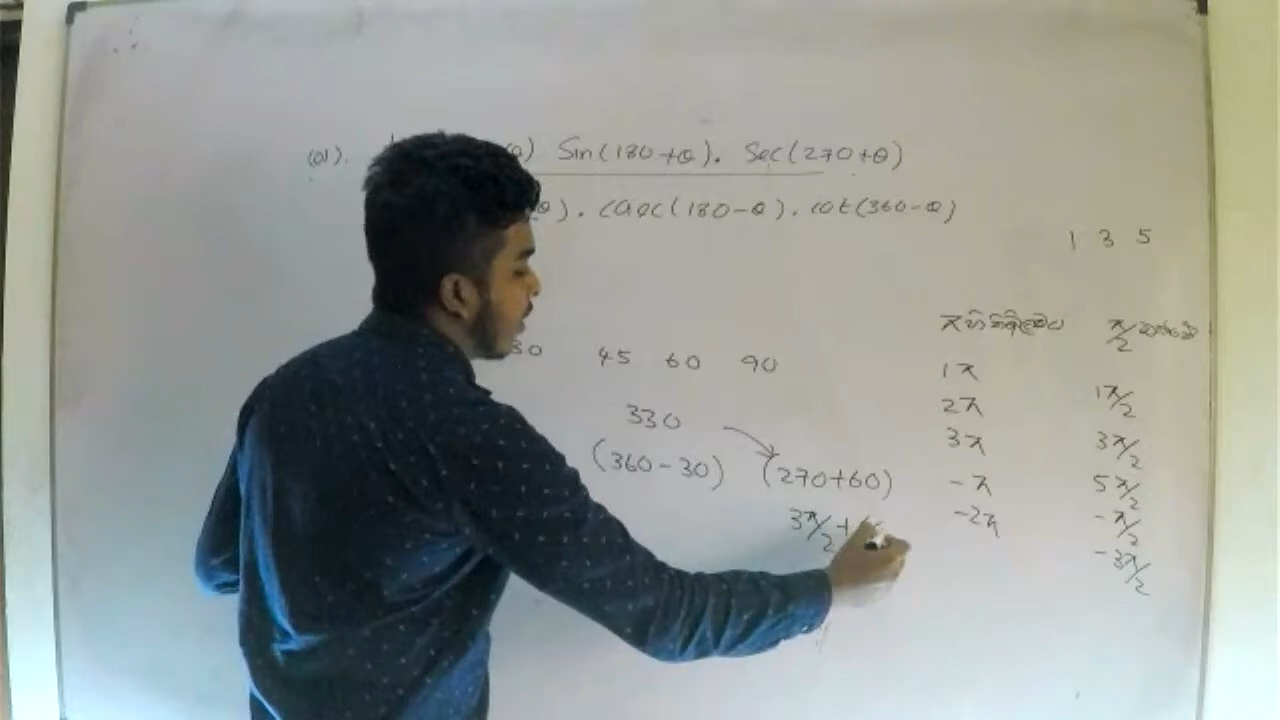 (01). θ) Sin(180+θ). Sec(270+θ)
θ). Cosec(180-θ). cot(360-θ)
1 3 5
30 45 60 90
π හි
π/2
1π
330
2π
1π/2
(360-30) (270+60)
3π
3π/2
-π
5π/2
3π/2+
-2π
-π/2
-3π/2